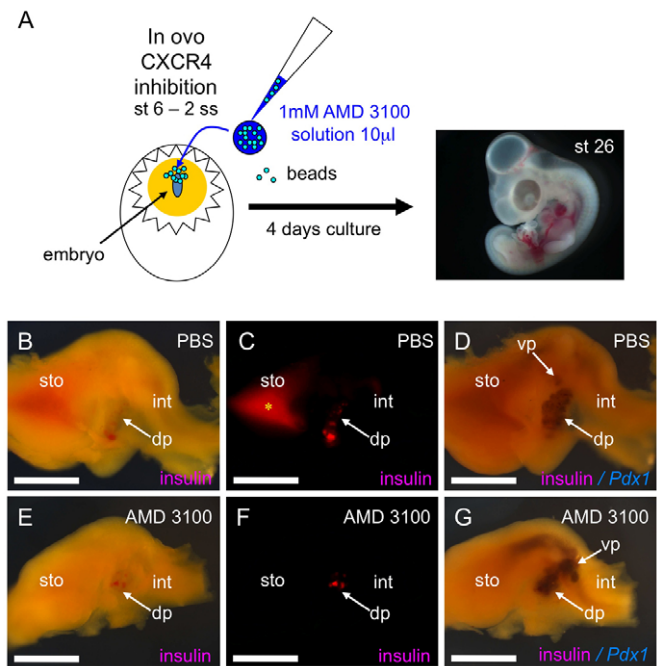 A
In ovo
CXCR4
inhibition
st 6 – 2 ss
1mM AMD 3100
solution 10μl
beads
embryo
4 days culture
st 26
B
PBS
sto
int
dp
insulin
C
PBS
sto
*
int
dp
D
PBS
vp
sto
int
dp
insulin / Pdx1
E
AMD 3100
sto
int
dp
insulin
F
AMD 3100
sto
int
dp
insulin
G
AMD 3100
vp
sto
int
dp
insulin / Pdx1